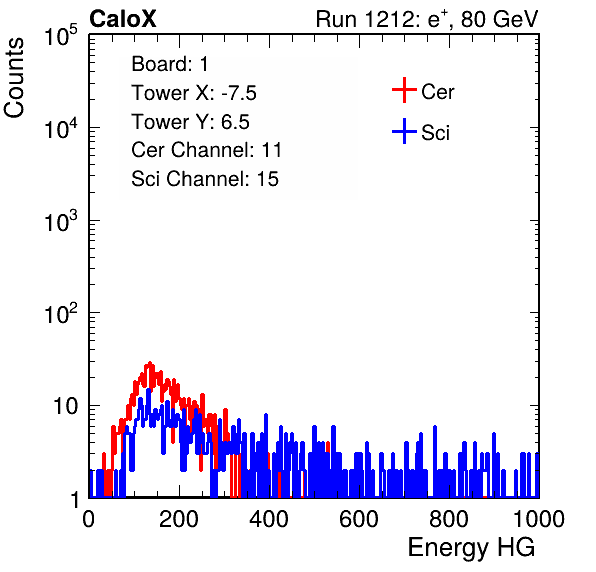 CaloX Run 1212: e⁺, 80 GeV
Counts
Board: 1
Tower X: -7.5
Tower Y: 6.5
Cer Channel: 11
Sci Channel: 15
Cer
Sci
10⁵
10⁴
10³
10²
10
1
0 200 400 600 800 1000
Energy HG